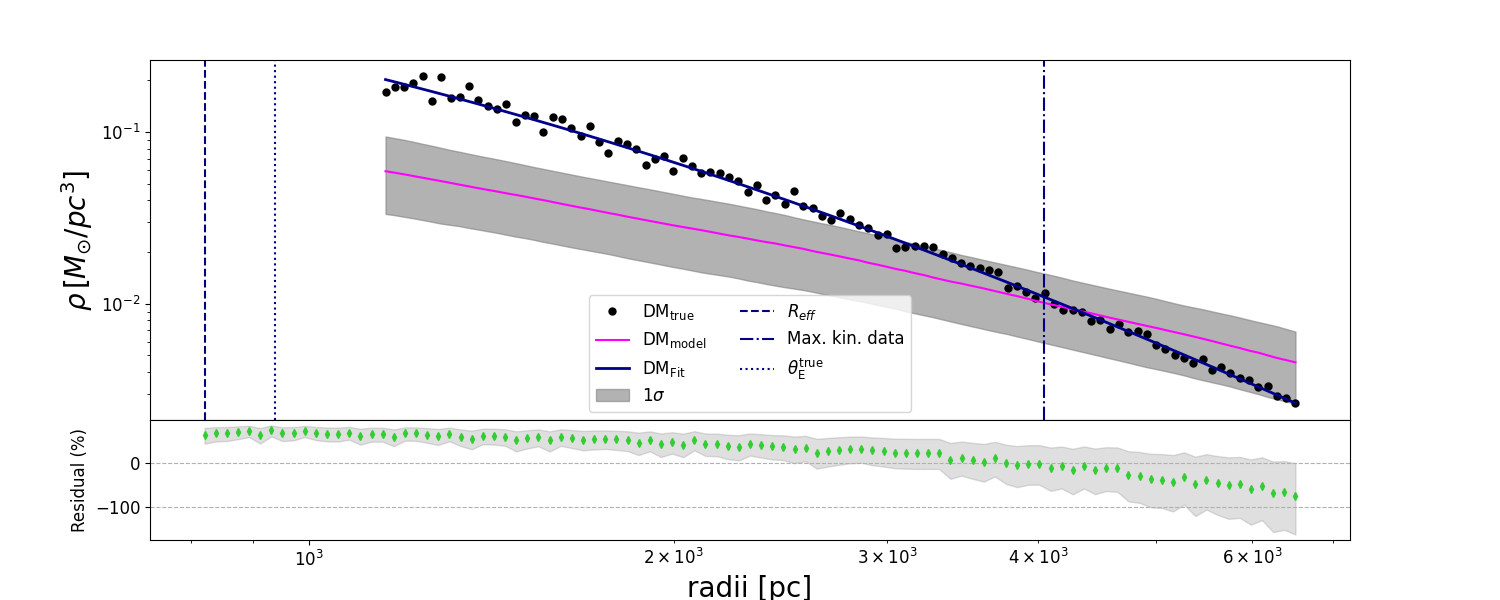 10⁻¹
10⁻²
ρ [M⊙/pc³]
DM_true
DM_model
DM_Fit
1σ
R_eff
Max. kin. data
θ_E^true
0
−100
Residual (%)
10³
2 × 10³
3 × 10³
4 × 10³
6 × 10³
radii [pc]